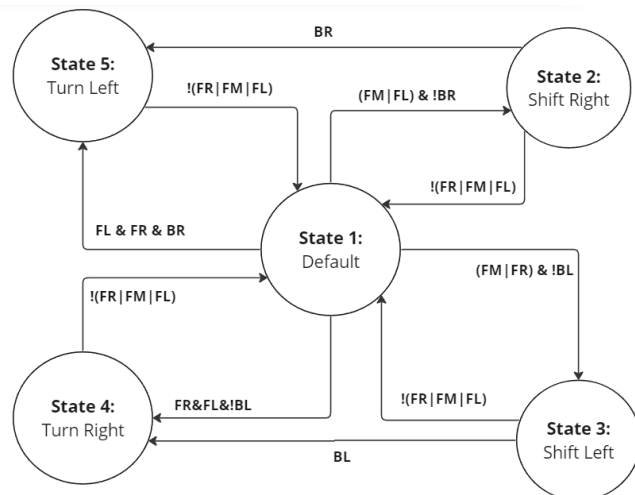 BR
State 5:
Turn Left
!(FR|FM|FL)
(FM|FL) & !BR
State 2:
Shift Right
!(FR|FM|FL)
FL & FR & BR
State 1:
Default
(FM|FR) & !BL
!(FR|FM|FL)
State 4:
Turn Right
FR&FL&!BL
!(FR|FM|FL)
State 3:
Shift Left
BL